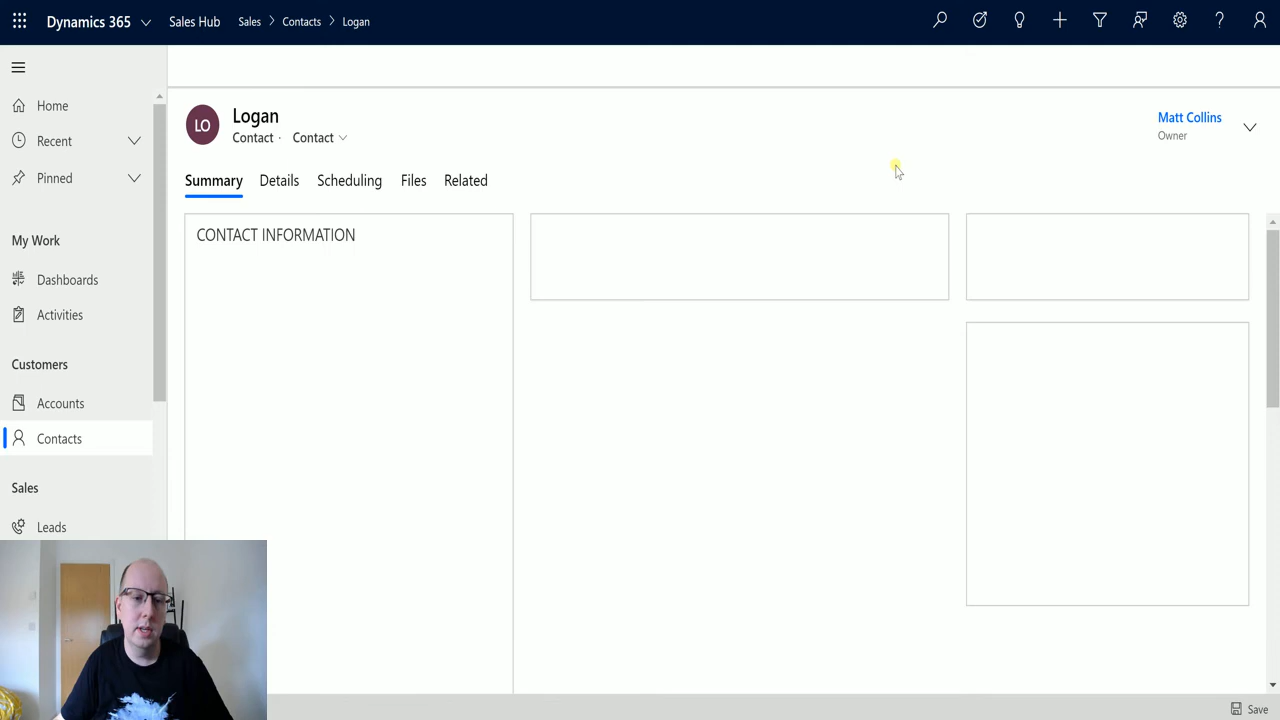 Dynamics 365 Sales Hub Sales Contacts Logan
Home
Recent
Pinned
My Work
Dashboards
Activities
Customers
Accounts
Contacts
Sales
Leads
LO
Logan
Contact · Contact
Matt Collins
Owner
Summary Details Scheduling Files Related
CONTACT INFORMATION
Save